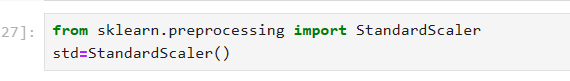 27]: from sklearn.preprocessing import StandardScaler
std=StandardScaler()